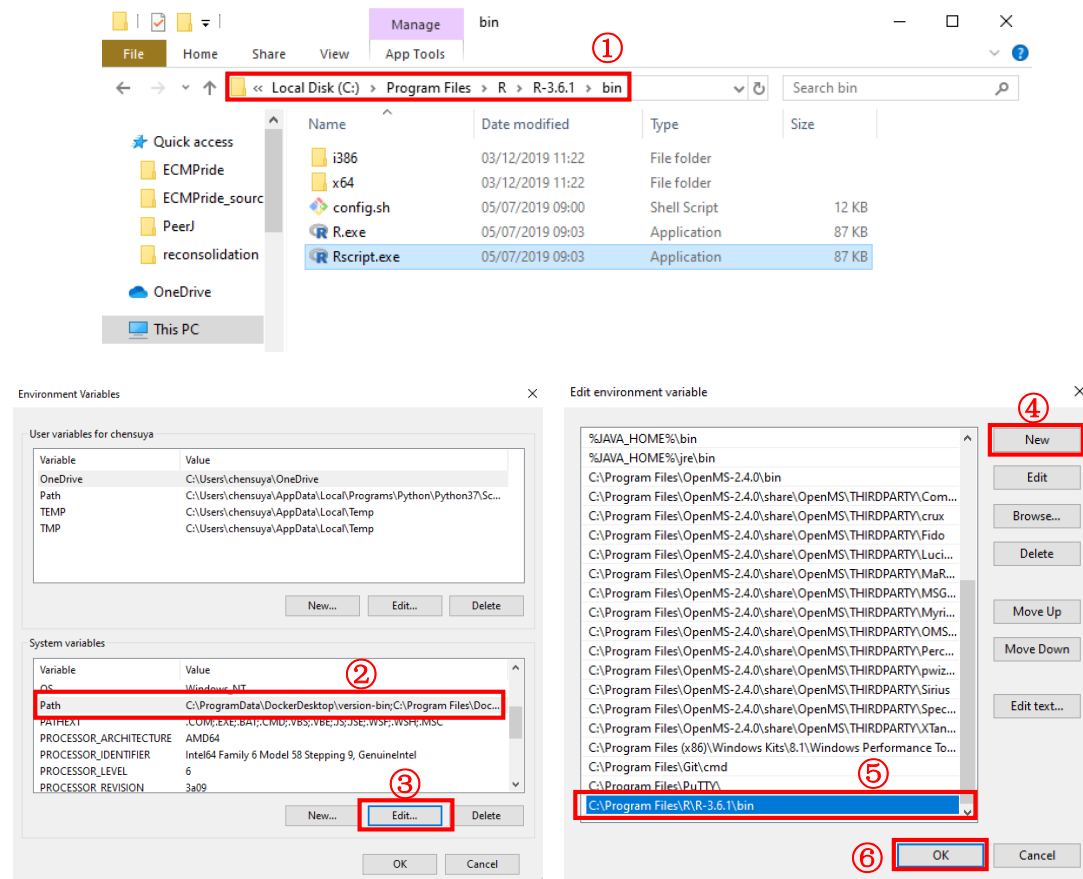 Manage bin
File Home Share View App Tools
①
« Local Disk (C:) > Program Files > R > R-3.6.1 > bin Search bin
Name Date modified Type Size
Quick access
ECMPride
ECMPride_sourc
PeerJ
reconsolidation
OneDrive
This PC
i386 03/12/2019 11:22 File folder
x64 03/12/2019 11:22 File folder
config.sh 05/07/2019 09:00 Shell Script 12 KB
R.exe 05/07/2019 09:03 Application 87 KB
Rscript.exe 05/07/2019 09:03 Application 87 KB
Environment Variables
User variables for chensuya
Variable Value
OneDrive C:\Users\chensuya\OneDrive
Path C:\Users\chensuya\AppData\Local\Programs\Python\Python37\Sc...
TEMP C:\Users\chensuya\AppData\Local\Temp
TMP C:\Users\chensuya\AppData\Local\Temp
New... Edit... Delete
System variables
Variable Value
②
OS Windows_NT
Path C:\ProgramData\DockerDesktop\version-bin;C:\Program Files\Doc...
PATHEXT .COM;.EXE;.BAT;.CMD;.VBS;.VBE;.JS;.JSE;.WSF;.WSH;.MSC
PROCESSOR_ARCHITECTURE AMD64
PROCESSOR_IDENTIFIER Intel64 Family 6 Model 58 Stepping 9, GenuineIntel
PROCESSOR_LEVEL 6
PROCESSOR_REVISION 3a09
③
New... Edit... Delete
OK Cancel
Edit environment variable
④
%JAVA_HOME%\bin
%JAVA_HOME%\jre\bin
C:\Program Files\OpenMS-2.4.0\bin
C:\Program Files\OpenMS-2.4.0\share\OpenMS\THIRDPARTY\Com...
C:\Program Files\OpenMS-2.4.0\share\OpenMS\THIRDPARTY\crux
C:\Program Files\OpenMS-2.4.0\share\OpenMS\THIRDPARTY\Fido
C:\Program Files\OpenMS-2.4.0\share\OpenMS\THIRDPARTY\Luci...
C:\Program Files\OpenMS-2.4.0\share\OpenMS\THIRDPARTY\MaR...
C:\Program Files\OpenMS-2.4.0\share\OpenMS\THIRDPARTY\MSG...
C:\Program Files\OpenMS-2.4.0\share\OpenMS\THIRDPARTY\Myri...
C:\Program Files\OpenMS-2.4.0\share\OpenMS\THIRDPARTY\OMS...
C:\Program Files\OpenMS-2.4.0\share\OpenMS\THIRDPARTY\Perc...
C:\Program Files\OpenMS-2.4.0\share\OpenMS\THIRDPARTY\pwiz...
C:\Program Files\OpenMS-2.4.0\share\OpenMS\THIRDPARTY\Sirius
C:\Program Files\OpenMS-2.4.0\share\OpenMS\THIRDPARTY\Spec...
C:\Program Files\OpenMS-2.4.0\share\OpenMS\THIRDPARTY\XTan...
C:\Program Files (x86)\Windows Kits\8.1\Windows Performance To...
C:\Program Files\Git\cmd
⑤
C:\Program Files\PuTTY\
C:\Program Files\R\R-3.6.1\bin
New
Edit
Browse...
Delete
Move Up
Move Down
Edit text...
⑥
OK Cancel